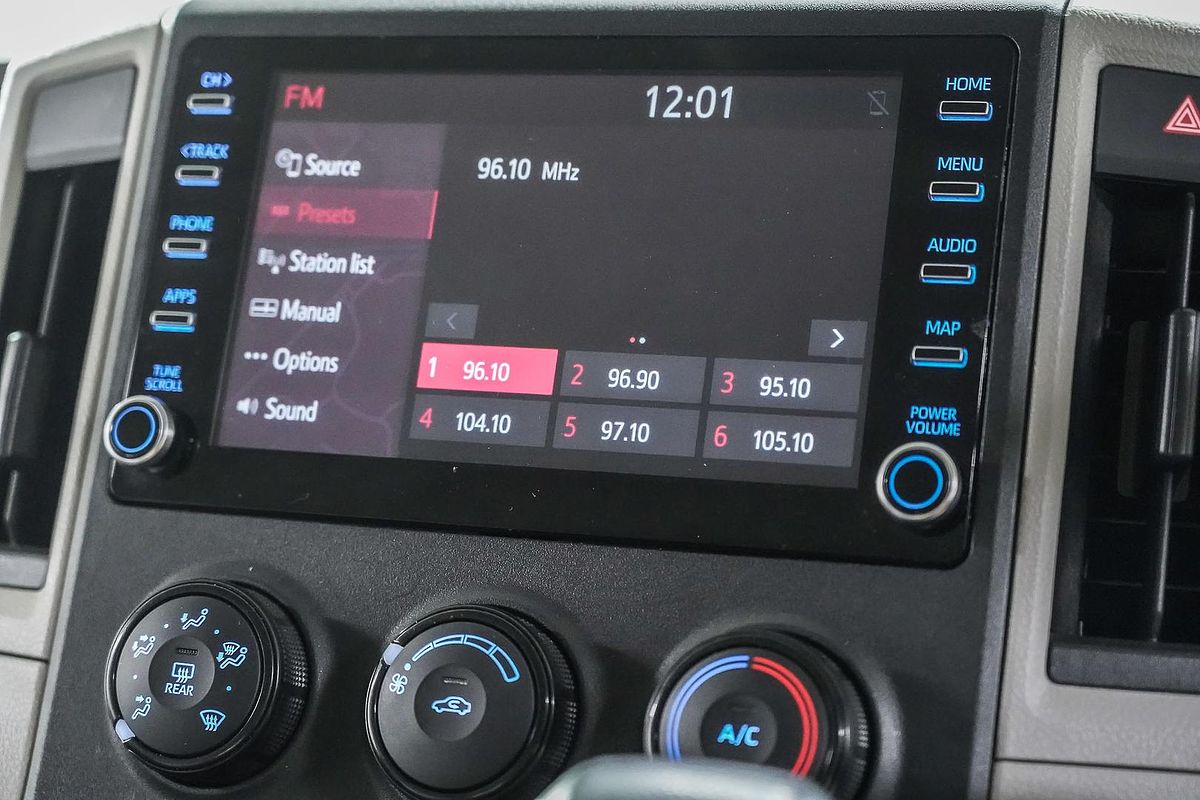 CH>
<TRACK
PHONE
APPS
TUNE
SCROLL
FM
12:01
Source
Presets
Station list
Manual
Options
Sound
96.10 MHz
1 96.10
2 96.90
3 95.10
4 104.10
5 97.10
6 105.10
HOME
MENU
AUDIO
MAP
POWER
VOLUME
REAR
A/C